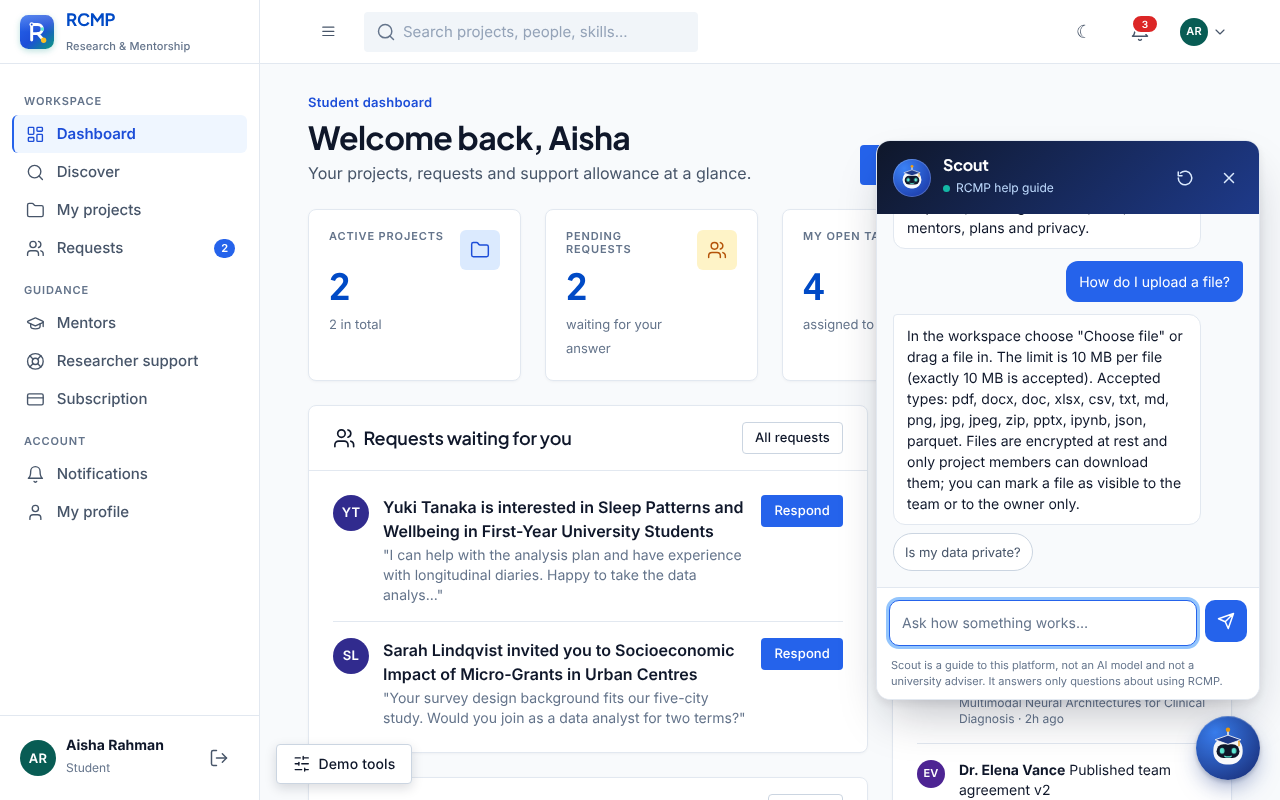 RCMP
Research & Mentorship
WORKSPACE
Dashboard
Discover
My projects
Requests
2
GUIDANCE
Mentors
Researcher support
Subscription
ACCOUNT
Notifications
My profile
AR
Aisha Rahman
Student
Search projects, people, skills...
3
AR
Student dashboard
Welcome back, Aisha
Your projects, requests and support allowance at a glance.
ACTIVE PROJECTS
2
2 in total
PENDING
REQUESTS
2
waiting for your
answer
MY OPEN TA
4
assigned to
Requests waiting for you
All requests
YT
Yuki Tanaka is interested in Sleep Patterns and
Wellbeing in First-Year University Students
"I can help with the analysis plan and have experience
with longitudinal diaries. Happy to take the data
analys..."
Respond
SL
Sarah Lindqvist invited you to Socioeconomic
Impact of Micro-Grants in Urban Centres
"Your survey design background fits our five-city
study. Would you join as a data analyst for two terms?"
Respond
Demo tools
Scout
RCMP help guide
mentors, plans and privacy.
How do I upload a file?
In the workspace choose "Choose file" or
drag a file in. The limit is 10 MB per file
(exactly 10 MB is accepted). Accepted
types: pdf, docx, doc, xlsx, csv, txt, md,
png, jpg, jpeg, zip, pptx, ipynb, json,
parquet. Files are encrypted at rest and
only project members can download
them; you can mark a file as visible to the
team or to the owner only.
Is my data private?
Ask how something works...
Scout is a guide to this platform, not an AI model and not a
university adviser. It answers only questions about using RCMP.
Multimodal Neural Architectures for Clinical
Diagnosis · 2h ago
EV
Dr. Elena Vance Published team
agreement v2